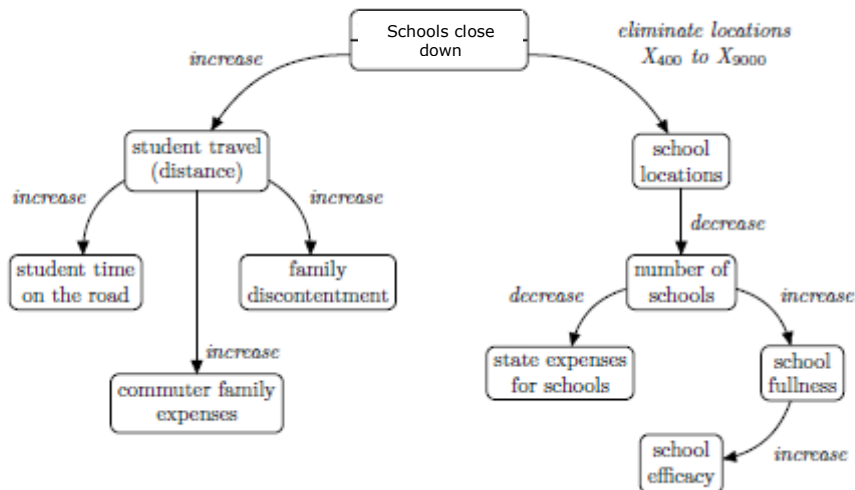 Schools close
down
eliminate locations
X400 to X9000
increase
student travel
(distance)
school
locations
increase
increase
decrease
student time
on the road
family
discontentment
number of
schools
decrease
increase
increase
state expenses
for schools
school
fullness
commuter family
expenses
school
efficacy
increase